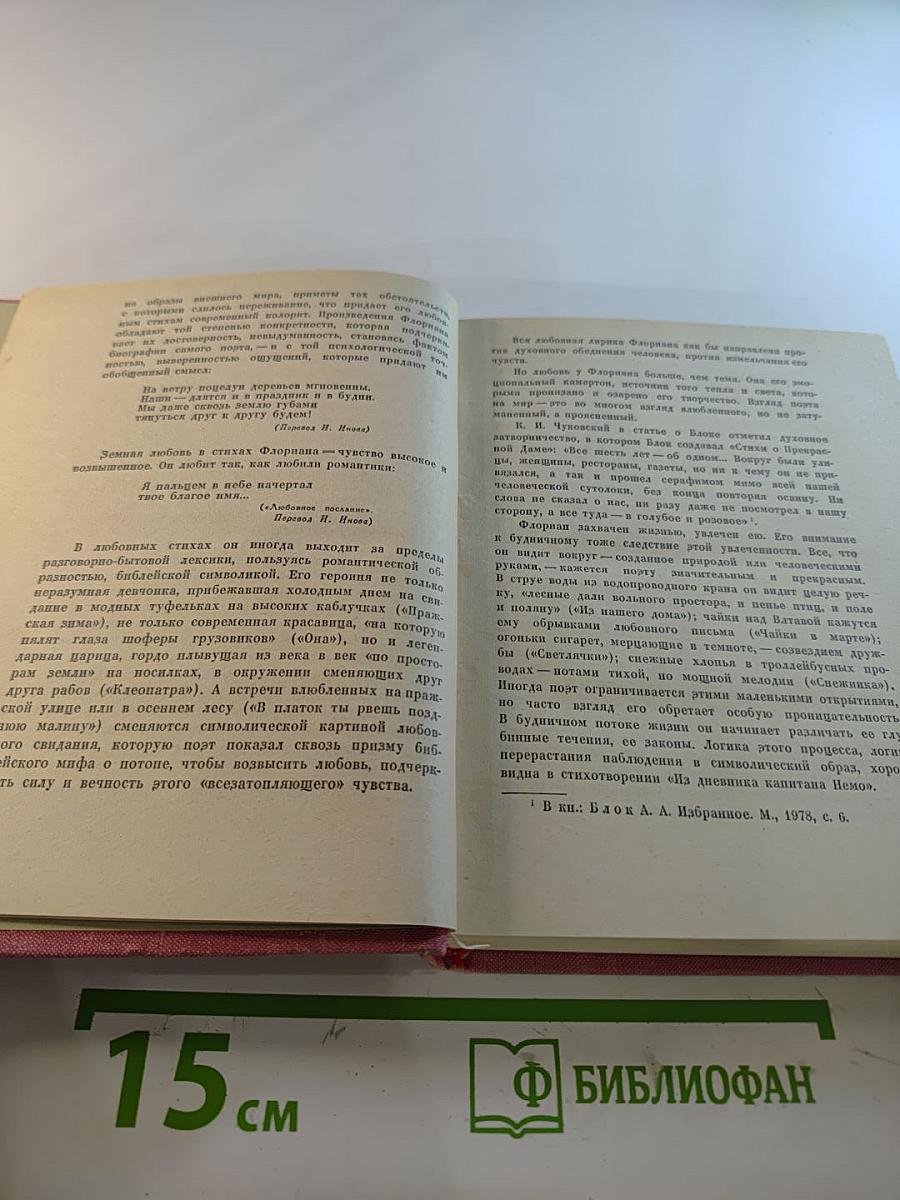 на образы внешнего мира, приметы тех обстоятельств,
с которыми слилось переживание, что придает его любов-
ным стихам современный колорит. Произведения Флориана
обладают той степенью конкретности, которая подчерки-
вает их достоверность, невыдуманность, становясь фактом
биографии самого поэта, — и с той психологической точ-
ностью, выверенностью ощущений, которые придают им
обобщенный смысл:
На ветру поцелуи деревьев мгновенны,
Наши — длятся и в праздник и в будни.
Мы даже сквозь землю губами
тянуться друг к другу будем!
(Перевод И. Инова)
Земная любовь в стихах Флориана — чувство высокое и
возвышенное. Он любит так, как любили романтики:
Я пальцем в небе начертал
твое благое имя...
(«Любовное послание».
Перевод И. Инова)
В любовных стихах он иногда выходит за пределы
разговорно-бытовой лексики, пользуясь романтической об-
разностью, библейской символикой. Его героиня не только
неразумная девчонка, прибежавшая холодным днем на сви-
дание в модных туфельках на высоких каблучках («Праж-
ская зима»), не только современная красавица, «на которую
пялят глаза шоферы грузовиков» («Она»), но и леген-
дарная царица, гордо плывущая из века в век «по просто-
рам земли» на носилках, в окружении сменяющих друг
друга рабов («Клеопатра»). А встречи влюбленных на праж-
ской улице или в осеннем лесу («В платок ты рвешь позд-
нюю малину») сменяются символической картиной любов-
ого свидания, которую поэт показал сквозь призму биб-
ейского мифа о потопе, чтобы возвысить любовь, подчерк-
ть силу и вечность этого «всезатопляющего» чувства.
Вся любовная лирика Флориана как бы направлена про-
тив духовного обеднения человека, против измельчания его
чувств.
Но любовь у Флориана больше, чем тема. Она его эмо-
циональный камертон, источник того тепла и света, кото-
рыми пронизано и озарено его творчество. Взгляд поэта
на мир — это во многом взгляд влюбленного, но не зату-
маненный, а проясненный.
К. И. Чуковский в статье о Блоке отметил духовное
затворничество, в котором Блок создавал «Стихи о Прекрас-
ной Даме»: «Все шесть лет — об одном... Вокруг были ули-
цы, женщины, рестораны, газеты, но ни к чему он не при-
вязался, а так и прошел серафимом мимо всей нашей
человеческой сутолоки, без конца повторяя осанну. Ни
слова не сказал о нас, ни разу даже не посмотрел в нашу
сторону, а все туда — в голубое и розовое»¹.
Флориан захвачен жизнью, увлечен ею. Его внимание
к будничному тоже следствие этой увлеченности. Все, что
он видит вокруг — созданное природой или человеческими
руками, — кажется поэту значительным и прекрасным.
В струе воды из водопроводного крана он видит целую реч-
ку, «лесные дали вольного простора, и пенье птиц, и поле
и поляну» («Из нашего дома»); чайки над Влтавой кажутся
ему обрывками любовного письма («Чайки в марте»);
огоньки сигарет, мерцающие в темноте, — созвездием друж-
бы («Светлячки»); снежные хлопья в троллейбусных про-
водах — нотами тихой, но мощной мелодии («Снежинка»).
Иногда поэт ограничивается этими маленькими открытиями,
но часто взгляд его обретает особую проницательность
В будничном потоке жизни он начинает различать ее глу
бинные течения, ее законы. Логика этого процесса, логи
перерастания наблюдения в символический образ, хоро
видна в стихотворении «Из дневника капитана Немо».
¹ В кн.: Блок А. А. Избранное. М., 1978, с. 6.
15 см
Ф БИБЛИОФАН